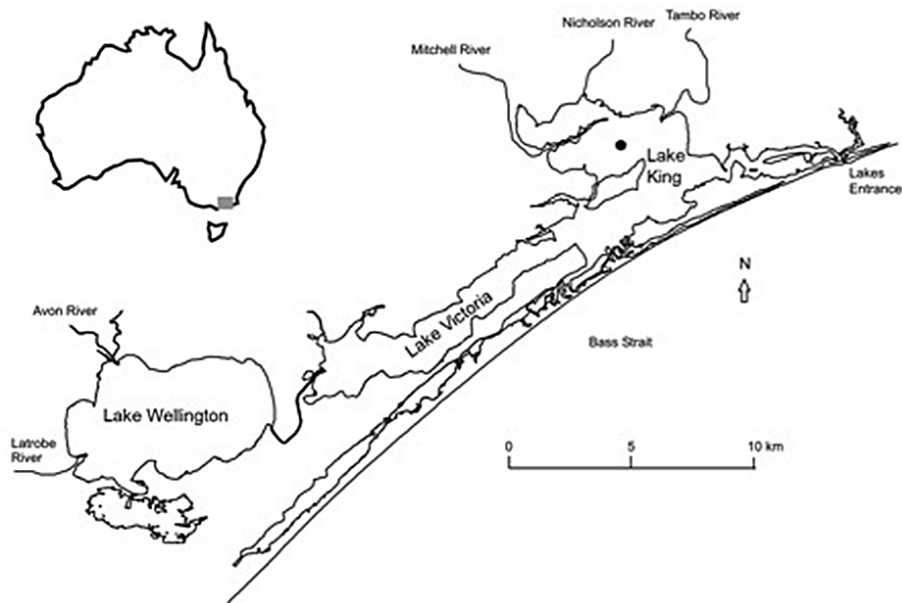 Tambo River
Nicholson River
Mitchell River
Lake
King
Lakes
Entrance
N
Avon River
Lake Victoria
Bass Strait
Lake Wellington
Latrobe
River
0 5 10 km